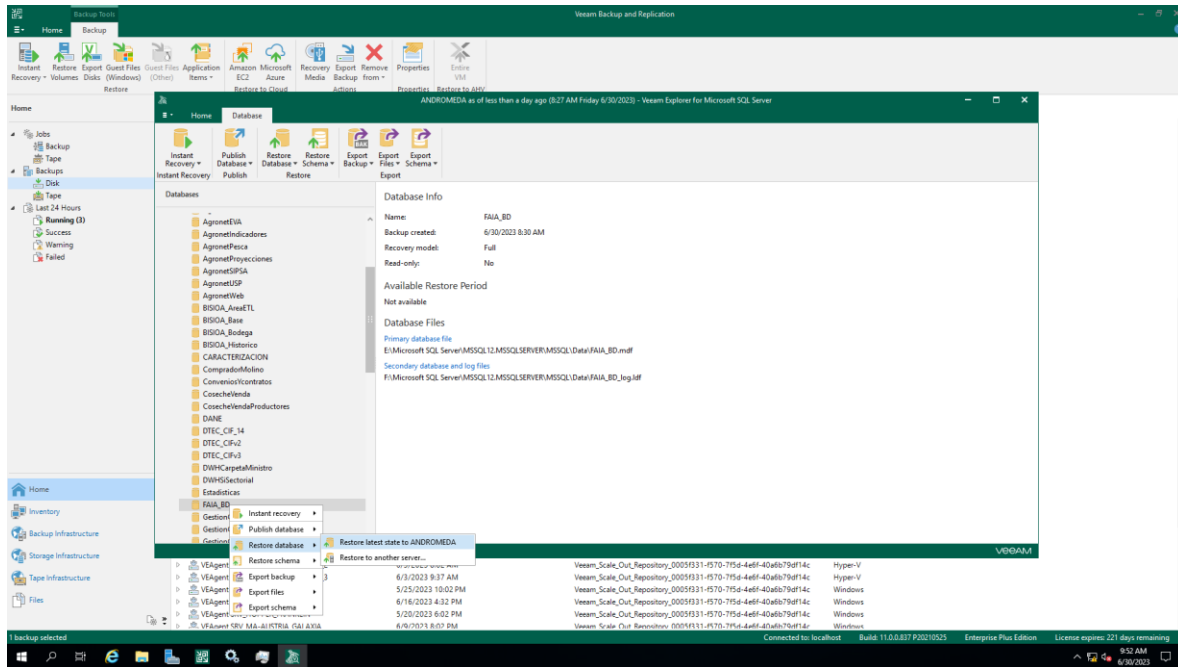 Backup Tools
Veeam Backup and Replication
Home Backup
Instant Recovery
Restore Volumes
Export Disks
Guest Files (Windows)
Guest Files (Other)
Application Items
Amazon EC2
Microsoft Azure
Recovery Media
Export Backup
Remove from
Properties
Entire VM
Restore
Restore to Cloud
Actions
Properties
Restore to AHV
Home
Jobs
Backup
Tape
Backups
Disk
Tape
Last 24 Hours
Running (3)
Success
Warning
Failed
ANDROMEDA as of less than a day ago (8:27 AM Friday 6/30/2023) - Veeam Explorer for Microsoft SQL Server
Home Database
Instant Recovery
Publish Database
Restore Database
Restore Schema
Export Backup
Export Files
Export Schema
Instant Recovery
Publish
Restore
Export
Databases
AgronetEVA
AgronetIndicadores
AgronetPesca
AgronetProyecciones
AgronetSIPSA
AgronetUSP
AgronetWeb
BISIOA_AreaETL
BISIOA_Base
BISIOA_Bodega
BISIOA_Historico
CARACTERIZACION
CompradorMolino
ConveniosYcontratos
CosecheVenda
CosecheVendaProductores
DANE
DTEC_CIF_14
DTEC_CIFv2
DTEC_CIFv3
DWHCarpetaMinistro
DWHSiSectorial
Estadisticas
FAIA_BD
Database Info
Name: FAIA_BD
Backup created: 6/30/2023 8:30 AM
Recovery model: Full
Read-only: No
Available Restore Period
Not available
Database Files
Primary database file
E:\Microsoft SQL Server\MSSQL12.MSSQLSERVER\MSSQL\Data\FAIA_BD.mdf
Secondary database and log files
F:\Microsoft SQL Server\MSSQL12.MSSQLSERVER\MSSQL\Data\FAIA_BD_log.ldf
Instant recovery
Publish database
Restore database
Restore schema
Export backup
Export files
Export schema
Restore latest state to ANDROMEDA
Restore to another server...
veeam
Home
Inventory
Backup Infrastructure
Storage Infrastructure
Tape Infrastructure
Files
Veeam_Scale_Out_Repository_0005f331-f570-7f5d-4e6f-40a6b79df14c Hyper-V
6/3/2023 9:37 AM Veeam_Scale_Out_Repository_0005f331-f570-7f5d-4e6f-40a6b79df14c Hyper-V
5/25/2023 10:02 PM Veeam_Scale_Out_Repository_0005f331-f570-7f5d-4e6f-40a6b79df14c Windows
6/16/2023 4:32 PM Veeam_Scale_Out_Repository_0005f331-f570-7f5d-4e6f-40a6b79df14c Windows
5/20/2023 6:02 PM Veeam_Scale_Out_Repository_0005f331-f570-7f5d-4e6f-40a6b79df14c Windows
VEAgent SRV_MA-AUSTRIA_GALAXIA 6/9/2023 8:02 PM Veeam_Scale_Out_Repository_0005f331-f570-7f5d-4e6f-40a6b79df14c Windows
1 backup selected
Connected to: localhost Build: 11.0.0.837 P20210525 Enterprise Plus Edition License expires: 221 days remaining
9:52 AM
6/30/2023